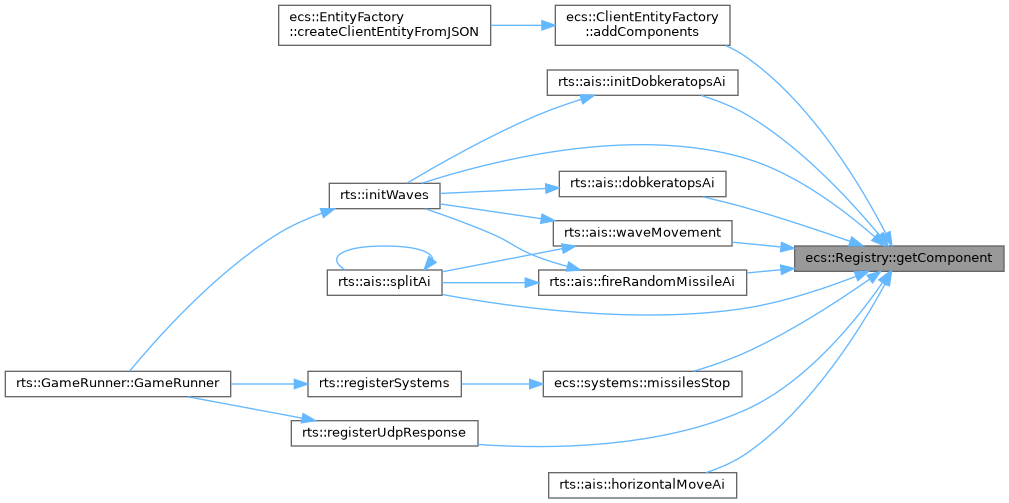 ecs::EntityFactory
::createClientEntityFromJSON
ecs::ClientEntityFactory
::addComponents
rts::ais::initDobkeratopsAi
rts::initWaves
rts::ais::dobkeratopsAi
rts::ais::waveMovement
ecs::Registry::getComponent
rts::ais::splitAi
rts::ais::fireRandomMissileAi
rts::GameRunner::GameRunner
rts::registerSystems
ecs::systems::missilesStop
rts::registerUdpResponse
rts::ais::horizontalMoveAi